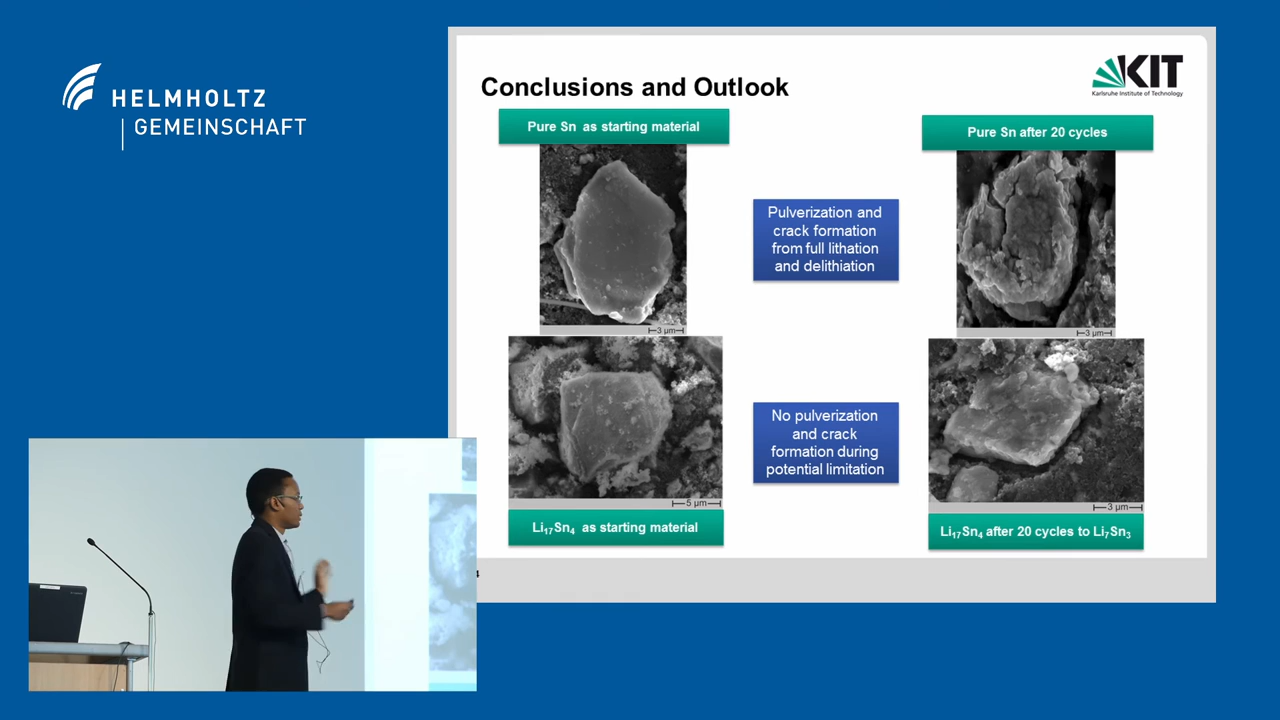 HELMHOLTZ
GEMEINSCHAFT
KIT
Karlsruhe Institute of Technology
Conclusions and Outlook
Pure Sn as starting material
Pure Sn after 20 cycles
Pulverization and
crack formation
from full lithation
and delithiation
3 µm
3 µm
No pulverization
and crack
formation during
potential limitation
5 µm
3 µm
Li₁₇Sn₄ as starting material
Li₁₇Sn₄ after 20 cycles to Li₇Sn₃
4